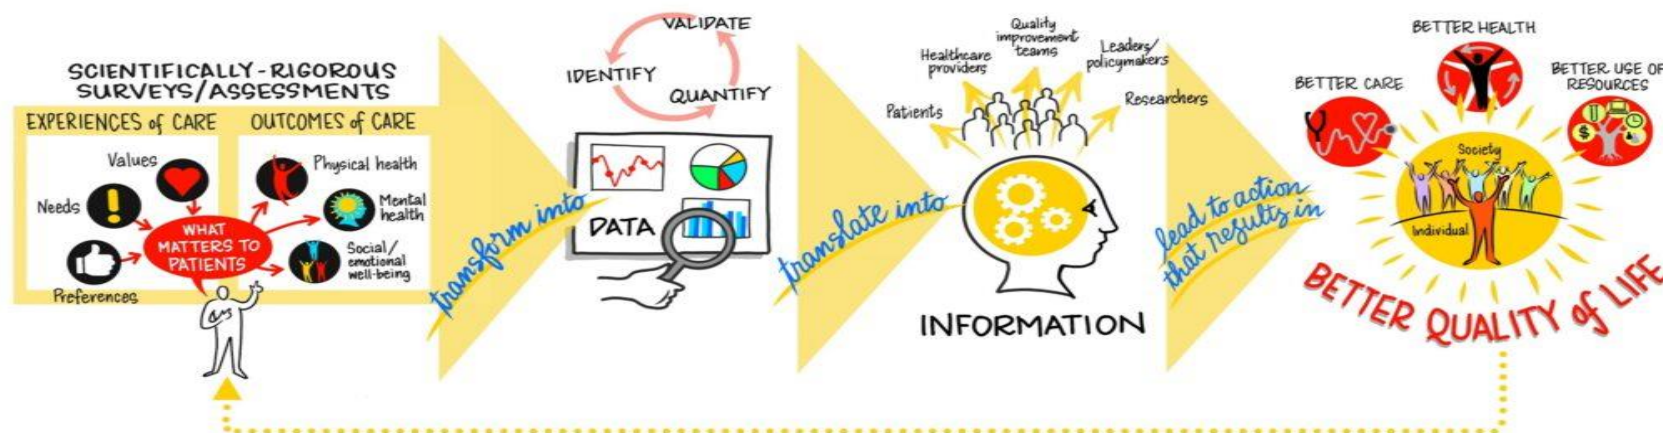 SCIENTIFICALLY-RIGOROUS
SURVEYS/ASSESSMENTS
EXPERIENCES of CARE
OUTCOMES of CARE
Values
Needs
Preferences
WHAT
MATTERS TO
PATIENTS
Physical health
Mental
health
Social/
emotional
well-being
transform into
VALIDATE
IDENTIFY
QUANTIFY
DATA
translate into
Patients
Healthcare
providers
Quality
improvement
teams
Leaders/
policymakers
Researchers
INFORMATION
lead to action
that results in
BETTER CARE
BETTER HEALTH
BETTER USE OF
RESOURCES
$
Society
Individual
BETTER QUALITY of LIFE